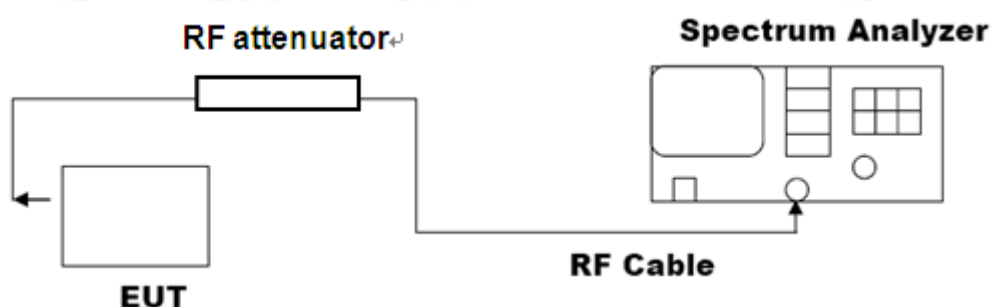 RF attenuator↵
Spectrum Analyzer
RF Cable
EUT